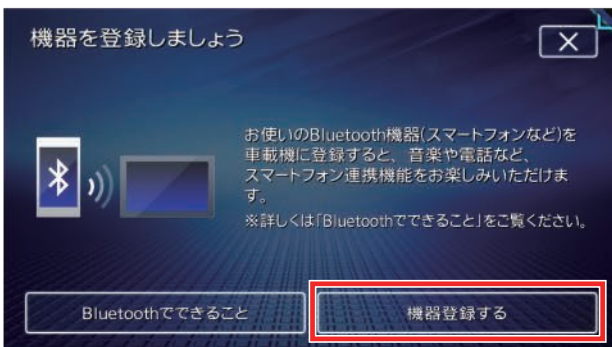 機器を登録しましょう
お使いのBluetooth機器(スマートフォンなど)を
車載機に登録すると、音楽や電話など、
スマートフォン連携機能をお楽しみいただけま
す。
※詳しくは「Bluetoothでできること」をご覧ください。
Bluetoothでできること
機器登録する